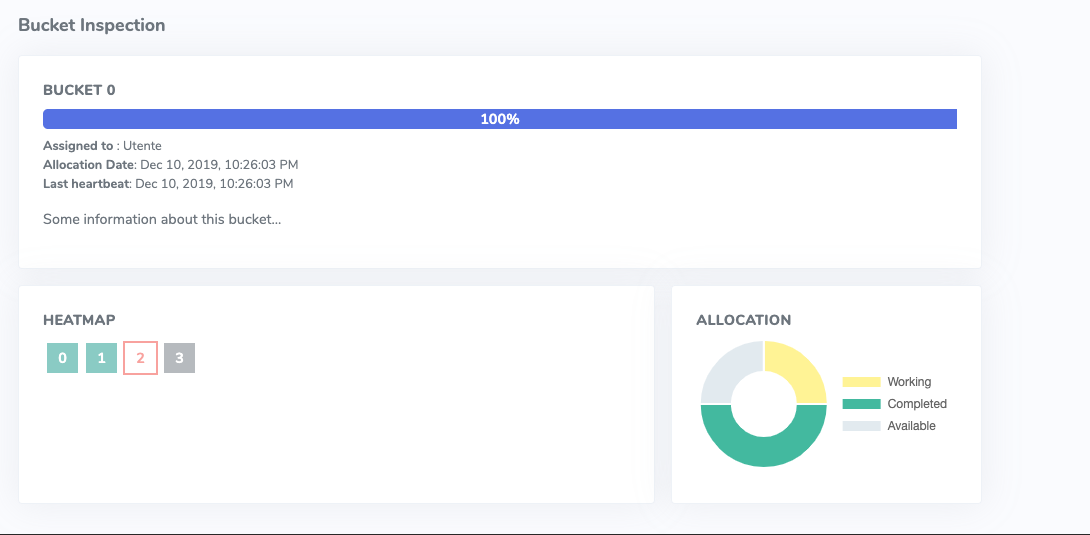 Bucket Inspection
BUCKET 0
100%
Assigned to : Utente
Allocation Date: Dec 10, 2019, 10:26:03 PM
Last heartbeat: Dec 10, 2019, 10:26:03 PM
Some information about this bucket...
HEATMAP
0 1 2 3
ALLOCATION
Working
Completed
Available